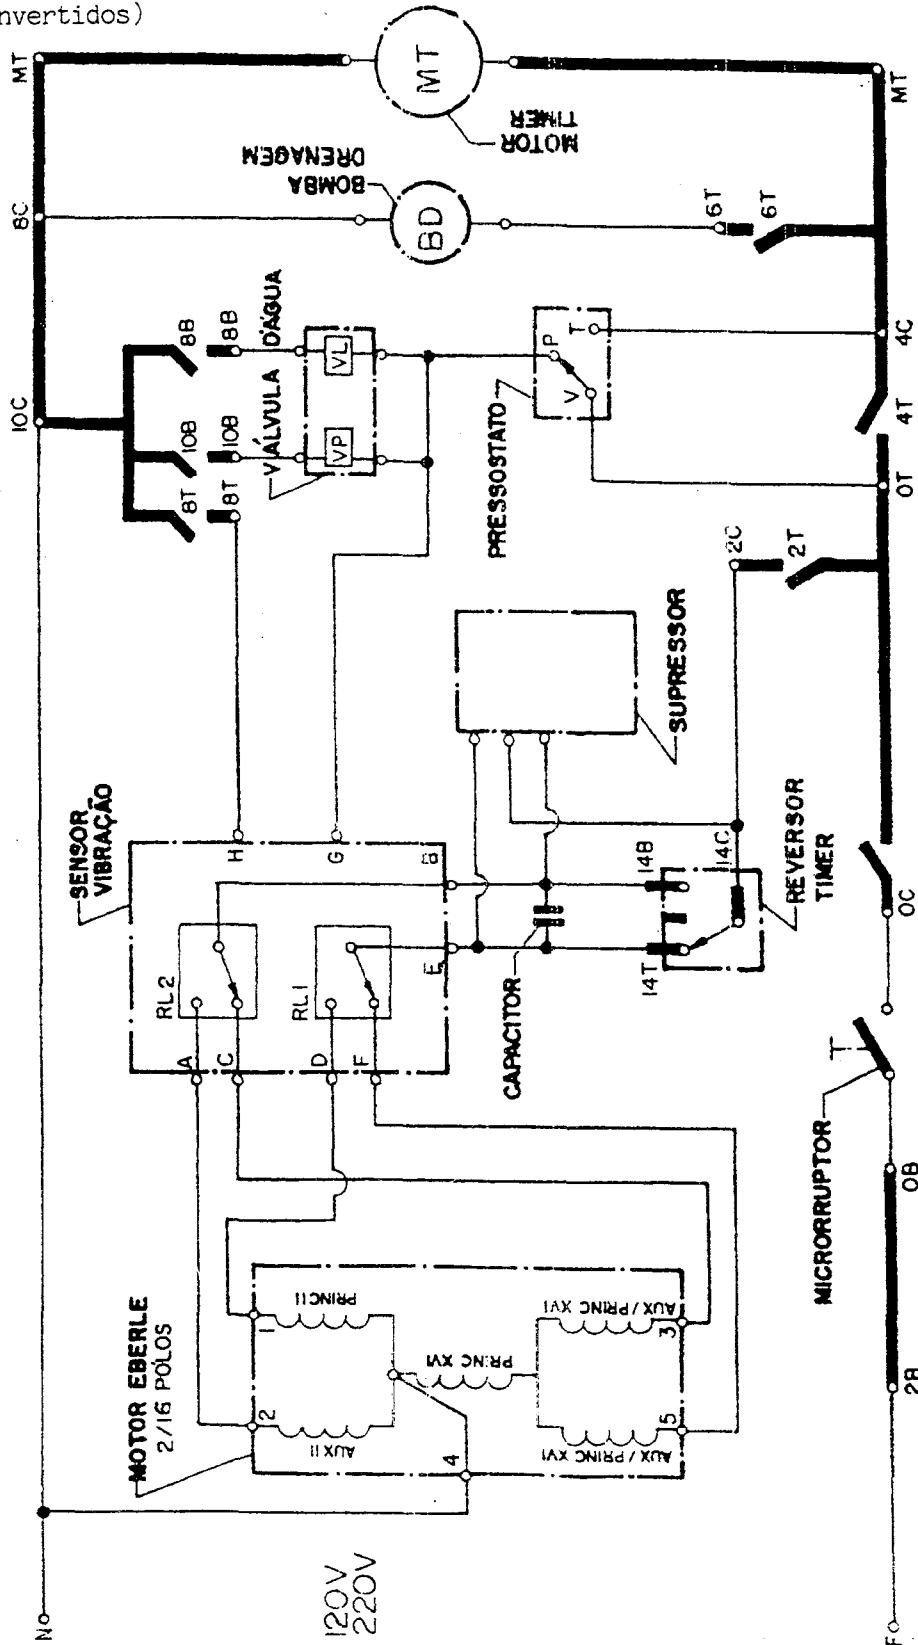 nvertidos)
MT
MT
MOTOR
TIMER
MT
8C
BOMBA
DRENAGEM
BD
6T
6T
10C
8B
8B
10B
10B
8T
8T
VÁLVULA D'ÁGUA
VL
VP
PRESSOSTATO
P
T
V
4C
4T
0T
2C
2T
SUPRESSOR
SENSOR
VIBRAÇÃO
H
G
B
E
RL2
RL1
A
C
D
F
CAPACITOR
14B
14C
14T
REVERSOR
TIMER
0C
MICRORRUPTOR
0B
2B
MOTOR EBERLE
2/16 PÓLOS
1
2
3
4
5
PRINC II
AUX II
PRINC XVI
AUX / PRINC XVI
AUX / PRINC XVI
120V
220V
N
F